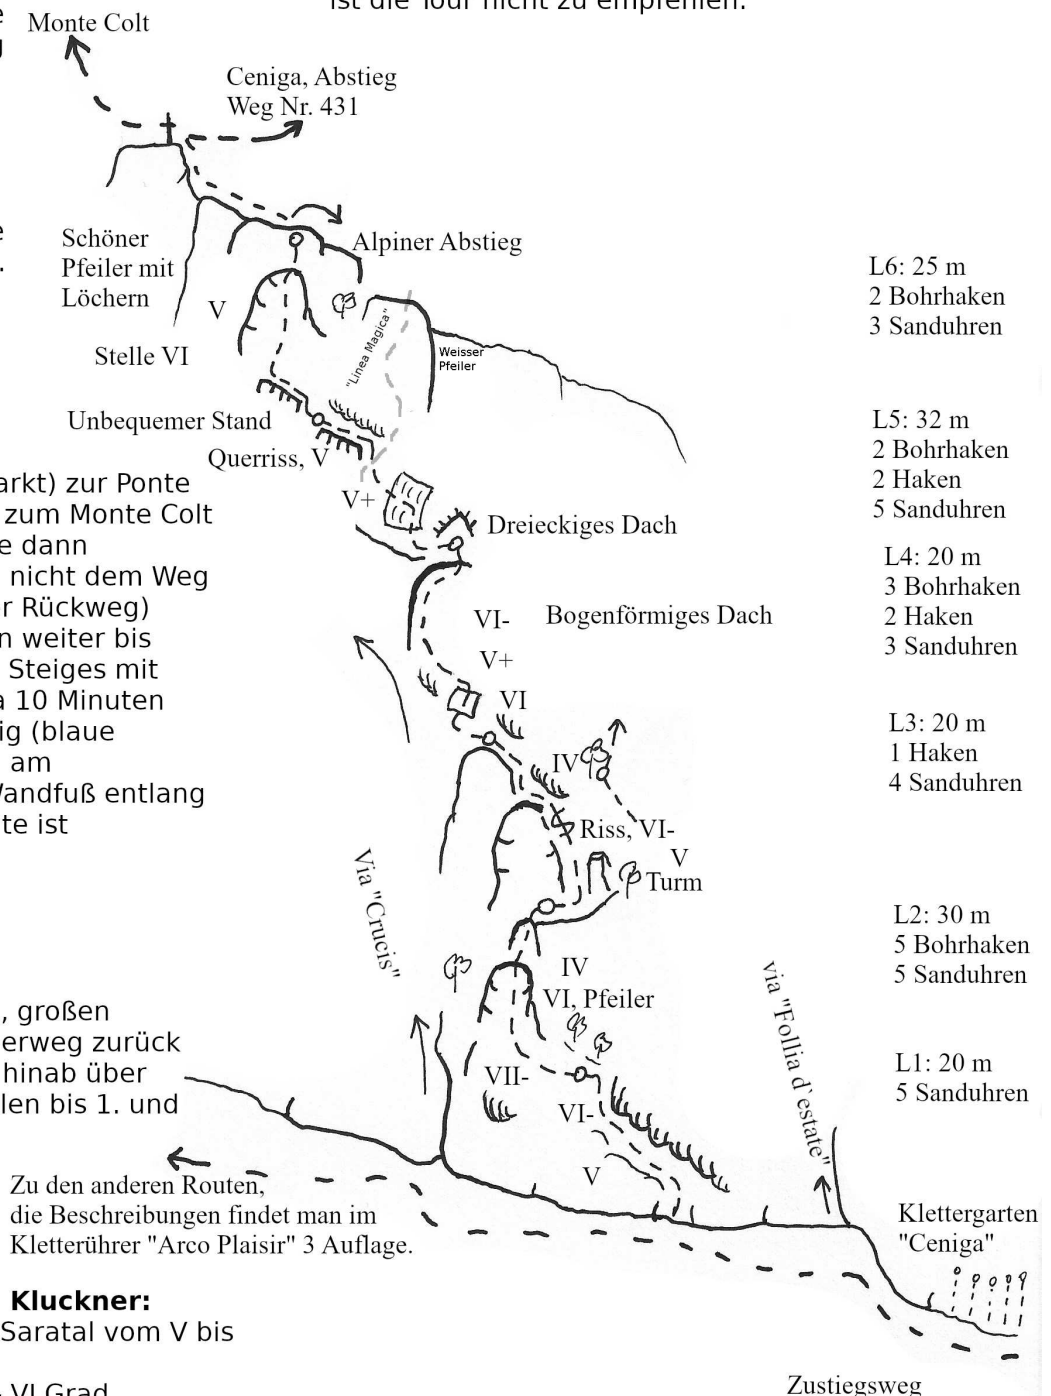 ist die Tour nicht zu empfehlen.
Monte Colt
Ceniga, Abstieg
Weg Nr. 431
Schöner
Pfeiler mit
Löchern
Alpiner Abstieg
L6: 25 m
2 Bohrhaken
3 Sanduhren
V
"Linea Magica"
Weisser
Pfeiler
Stelle VI
Unbequemer Stand
Querriss, V
L5: 32 m
2 Bohrhaken
2 Haken
5 Sanduhren
arkt) zur Ponte
zum Monte Colt
e dann
nicht dem Weg
r Rückweg)
n weiter bis
Steiges mit
a 10 Minuten
ig (blaue
am
Wandfuß entlang
te ist
V+
Dreieckiges Dach
L4: 20 m
3 Bohrhaken
2 Haken
3 Sanduhren
VI-
Bogenförmiges Dach
V+
VI
L3: 20 m
1 Haken
4 Sanduhren
IV
Riss, VI-
V
Turm
Via "Crucis"
L2: 30 m
5 Bohrhaken
5 Sanduhren
IV
VI, Pfeiler
via "Follia d`estate"
, großen
erweg zurück
hinab über
len bis 1. und
VII-
VI-
V
L1: 20 m
5 Sanduhren
Zu den anderen Routen,
die Beschreibungen findet man im
Kletterührer "Arco Plaisir" 3 Auflage.
Klettergarten
"Ceniga"
Kluckner:
Saratal vom V bis
VI Grad
Zustiegsweg